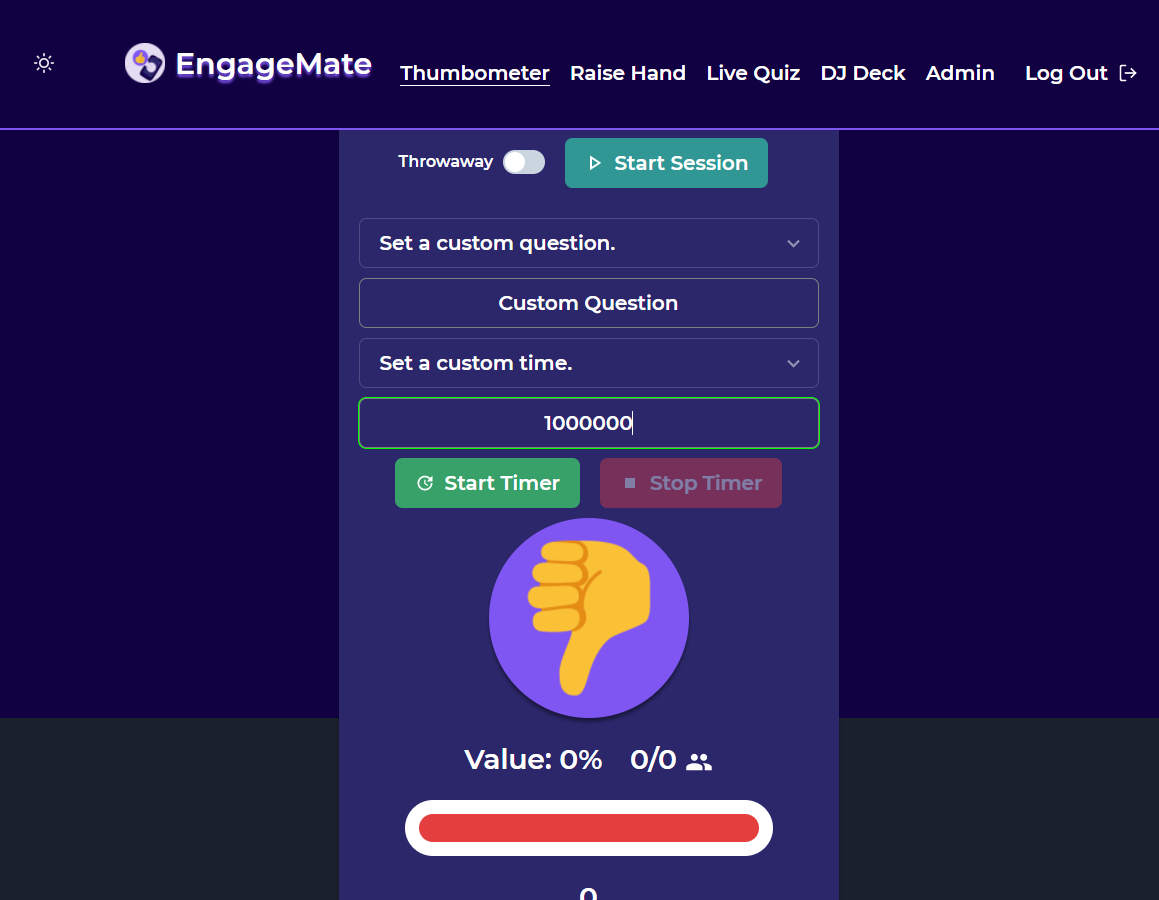 EngageMate
Thumbometer Raise Hand Live Quiz DJ Deck Admin Log Out
Throwaway Start Session
Set a custom question.
Custom Question
Set a custom time.
1000000
Start Timer Stop Timer
Value: 0% 0/0
0